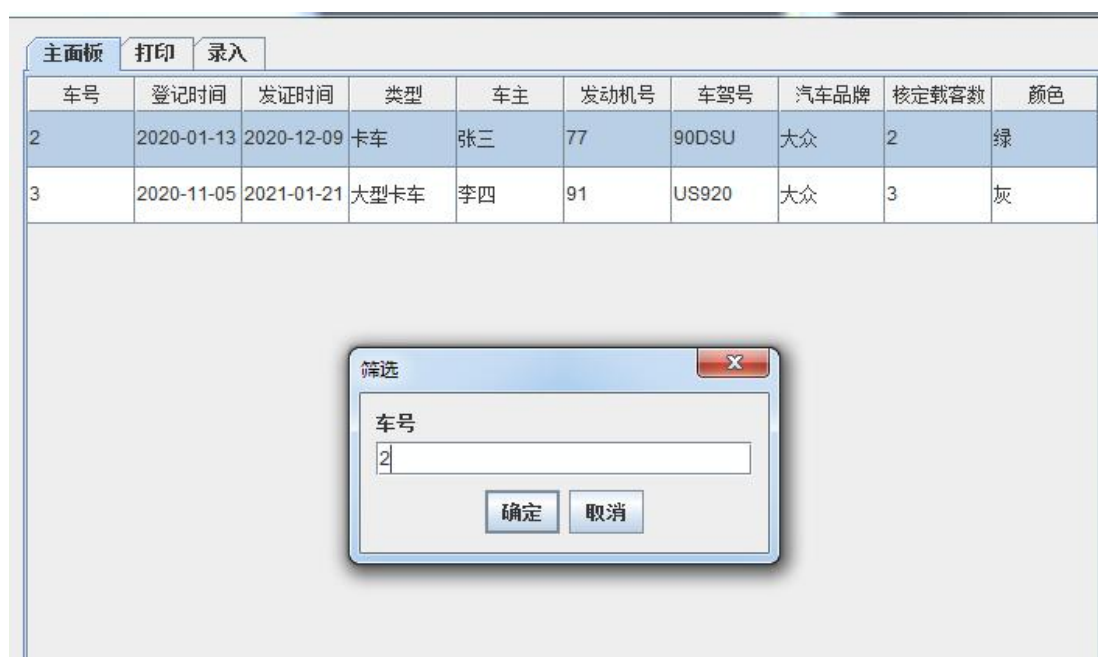 主面板 打印 录入
车号 登记时间 发证时间 类型 车主 发动机号 车驾号 汽车品牌 核定载客数 颜色
2 2020-01-13 2020-12-09 卡车 张三 77 90DSU 大众 2 绿
3 2020-11-05 2021-01-21 大型卡车 李四 91 US920 大众 3 灰
筛选
车号
2
确定 取消